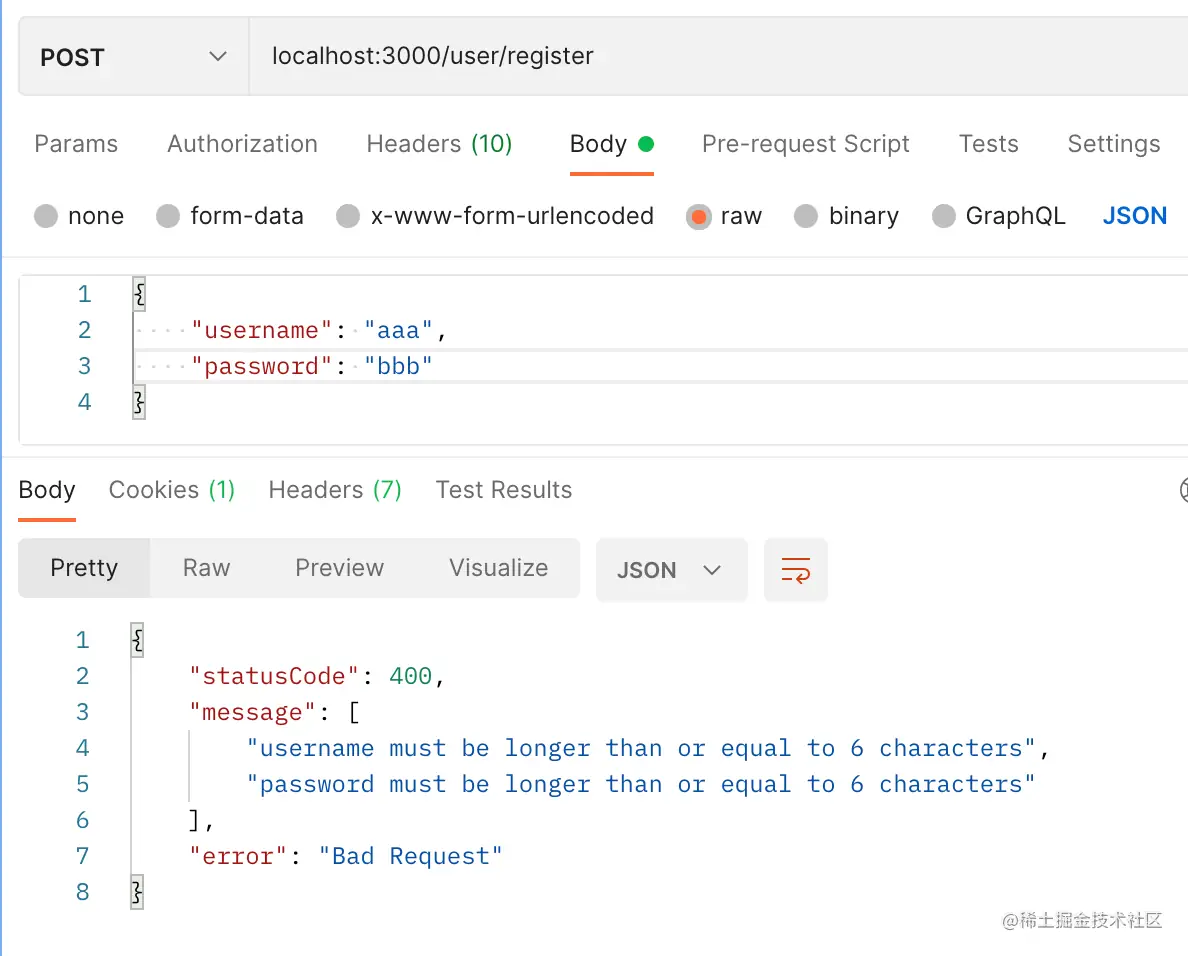 POST localhost:3000/user/register
Params Authorization Headers (10) Body Pre-request Script Tests Settings
none form-data x-www-form-urlencoded raw binary GraphQL JSON
1 {
2 "username": "aaa",
3 "password": "bbb"
4 }
Body Cookies (1) Headers (7) Test Results
Pretty Raw Preview Visualize JSON
1 {
2 "statusCode": 400,
3 "message": [
4 "username must be longer than or equal to 6 characters",
5 "password must be longer than or equal to 6 characters"
6 ],
7 "error": "Bad Request"
8 }
@稀土掘金技术社区